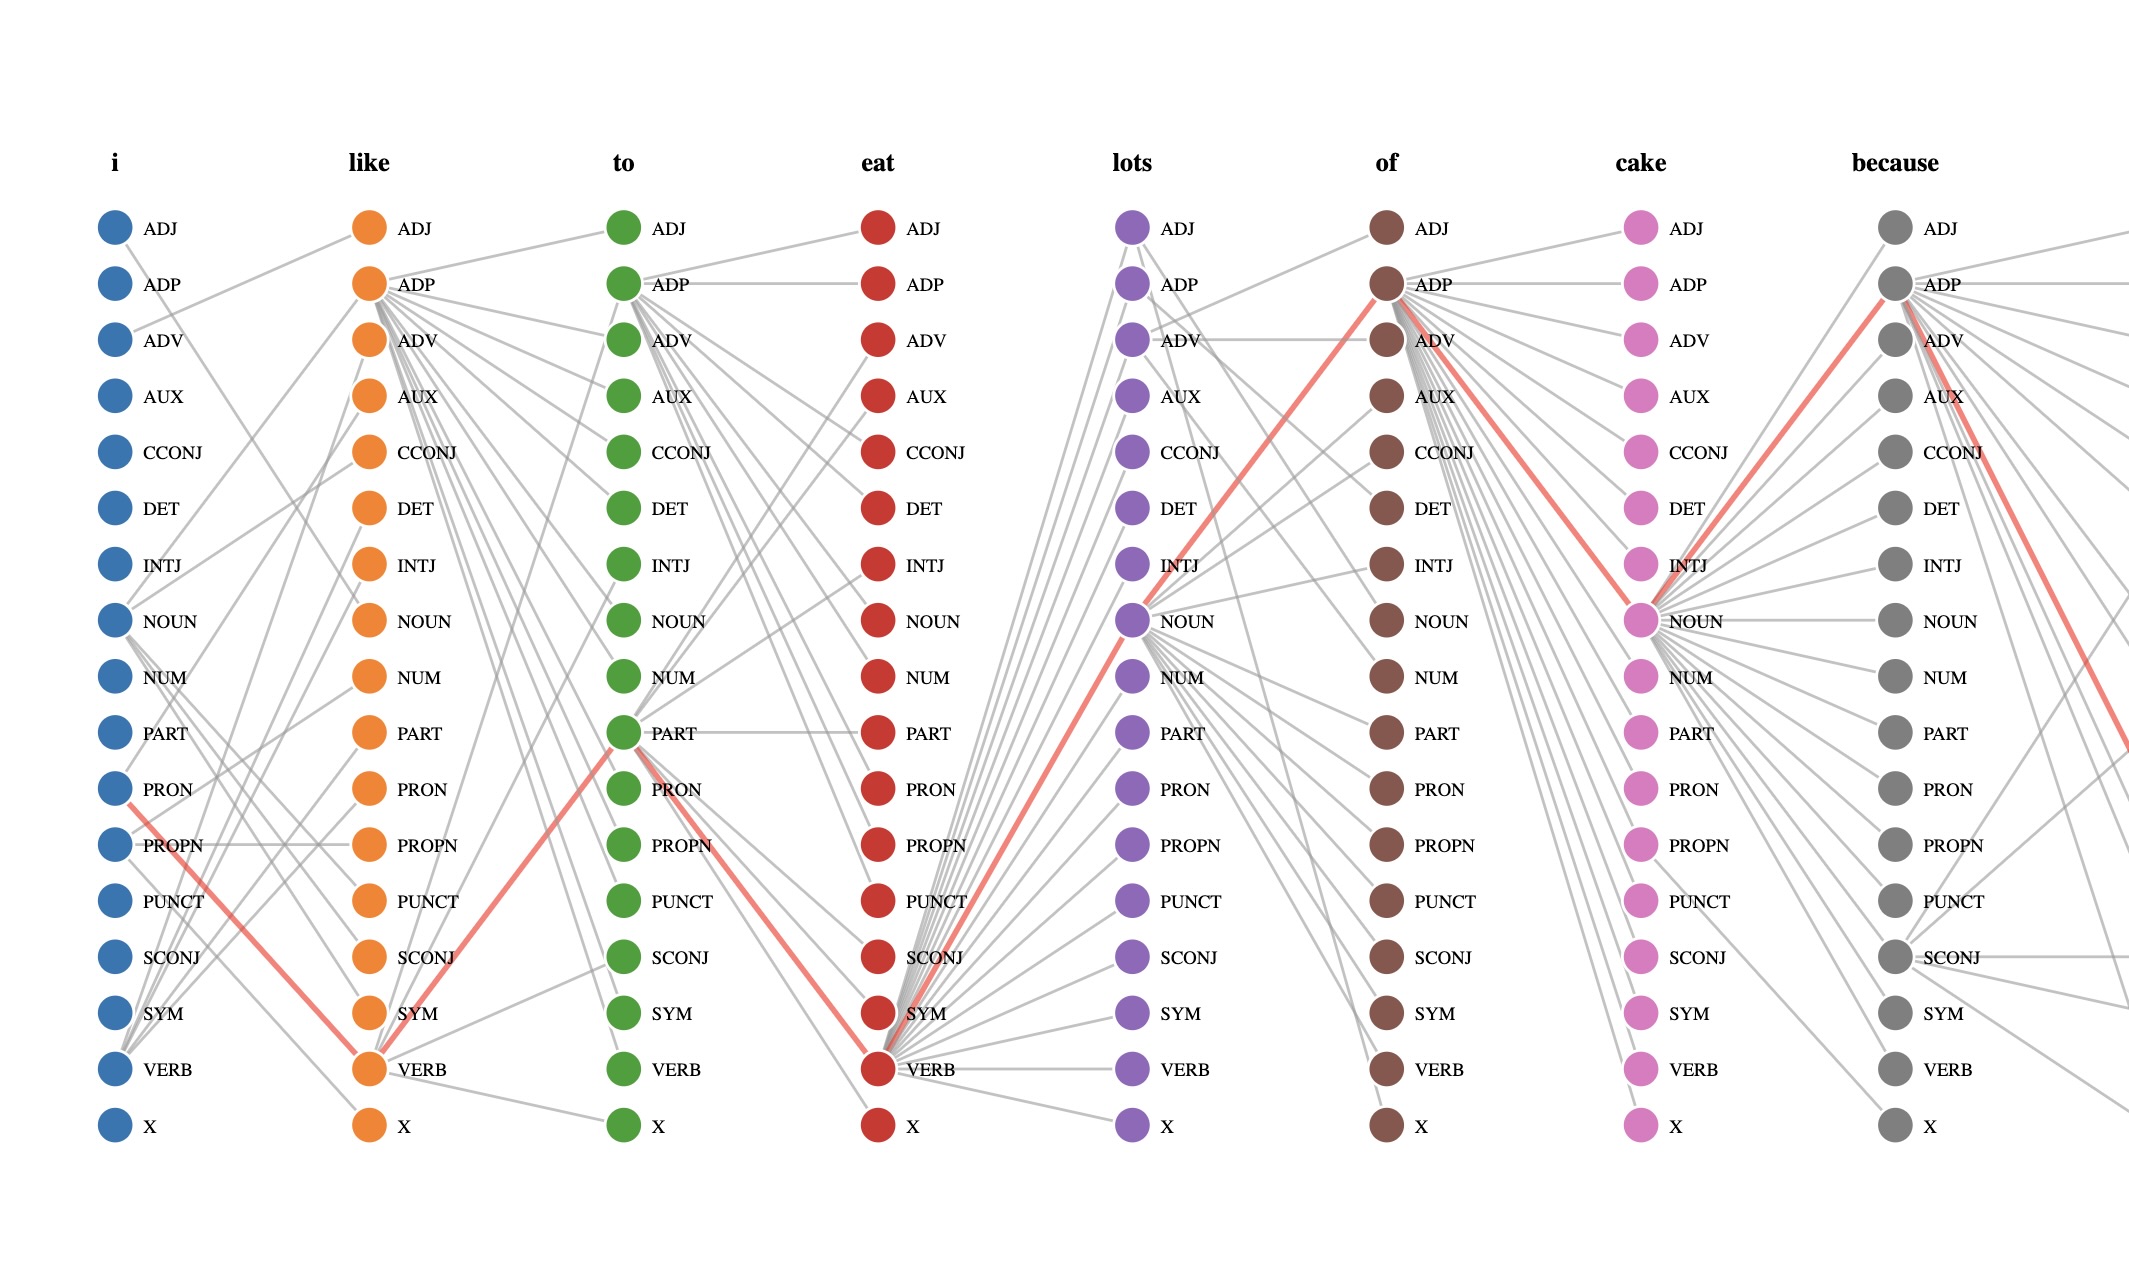 i like to eat lots of cake because
ADJ ADJ ADJ ADJ ADJ ADJ ADJ ADJ
ADP ADP ADP ADP ADP ADP ADP ADP
ADV ADV ADV ADV ADV ADV ADV ADV
AUX AUX AUX AUX AUX AUX AUX AUX
CCONJ CCONJ CCONJ CCONJ CCONJ CCONJ CCONJ CCONJ
DET DET DET DET DET DET DET DET
INTJ INTJ INTJ INTJ INTJ INTJ INTJ INTJ
NOUN NOUN NOUN NOUN NOUN NOUN NOUN NOUN
NUM NUM NUM NUM NUM NUM NUM NUM
PART PART PART PART PART PART PART PART
PRON PRON PRON PRON PRON PRON PRON PRON
PROPN PROPN PROPN PROPN PROPN PROPN PROPN PROPN
PUNCT PUNCT PUNCT PUNCT PUNCT PUNCT PUNCT PUNCT
SCONJ SCONJ SCONJ SCONJ SCONJ SCONJ SCONJ SCONJ
SYM SYM SYM SYM SYM SYM SYM SYM
VERB VERB VERB VERB VERB VERB VERB VERB
X X X X X X X X